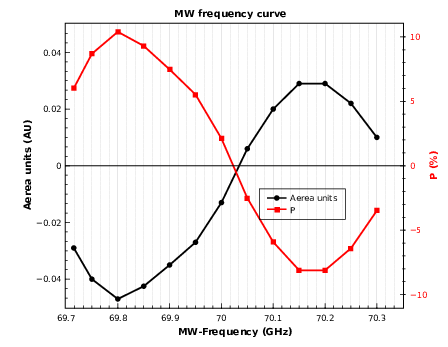 MW frequency curve
0.04
0.02
0
−0.02
−0.04
Aerea units (AU)
10
5
0
−5
−10
P (%)
Aerea units
P
69.7
69.8
69.9
70
70.1
70.2
70.3
MW-Frequency (GHz)